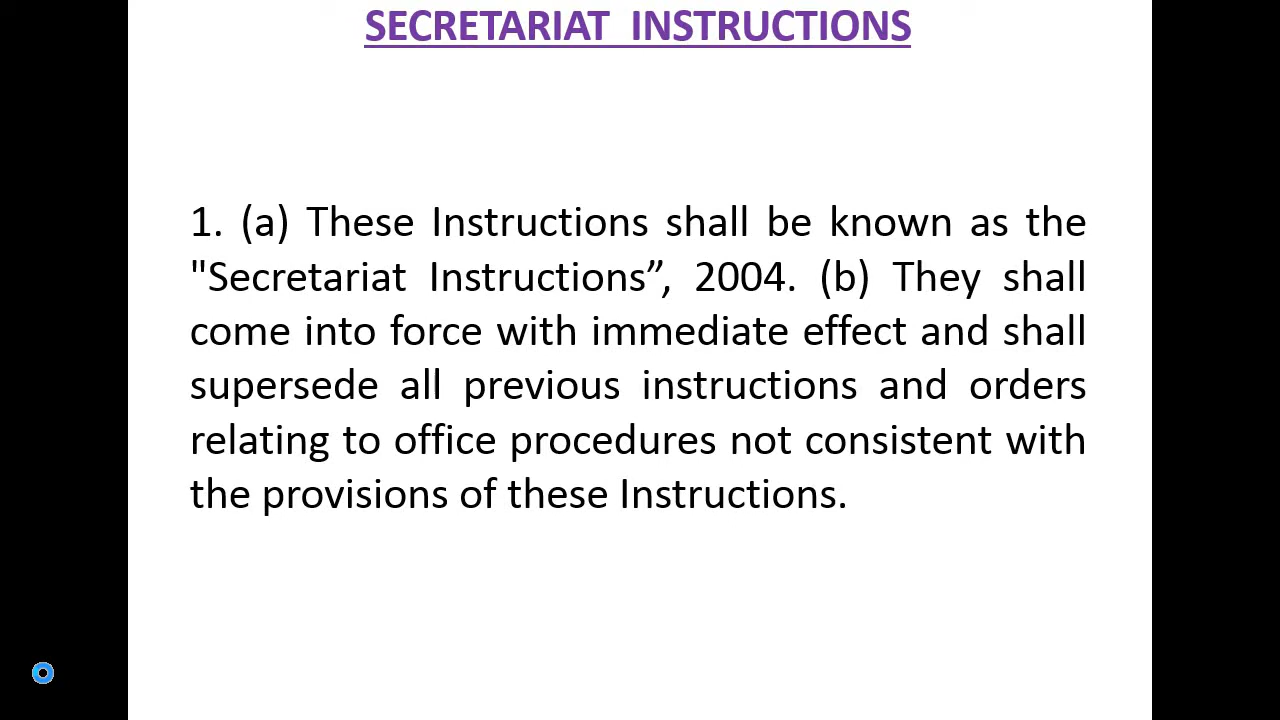 SECRETARIAT INSTRUCTIONS
1. (a) These Instructions shall be known as the
"Secretariat Instructions”, 2004. (b) They shall
come into force with immediate effect and shall
supersede all previous instructions and orders
relating to office procedures not consistent with
the provisions of these Instructions.